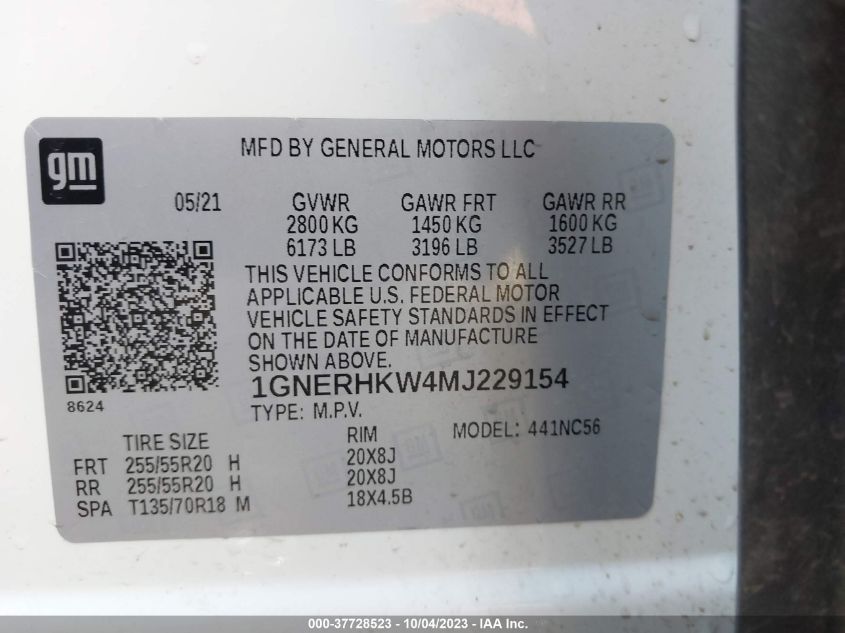 gm
MFD BY GENERAL MOTORS LLC
05/21 GVWR GAWR FRT GAWR RR
2800 KG 1450 KG 1600 KG
6173 LB 3196 LB 3527 LB
THIS VEHICLE CONFORMS TO ALL
APPLICABLE U.S. FEDERAL MOTOR
VEHICLE SAFETY STANDARDS IN EFFECT
ON THE DATE OF MANUFACTURE
SHOWN ABOVE.
8624
1GNERHKW4MJ229154
TYPE: M.P.V.
TIRE SIZE RIM MODEL: 441NC56
FRT 255/55R20 H 20X8J
RR 255/55R20 H 20X8J
SPA T135/70R18 M 18X4.5B
000-37728523 - 10/04/2023 - IAA Inc.